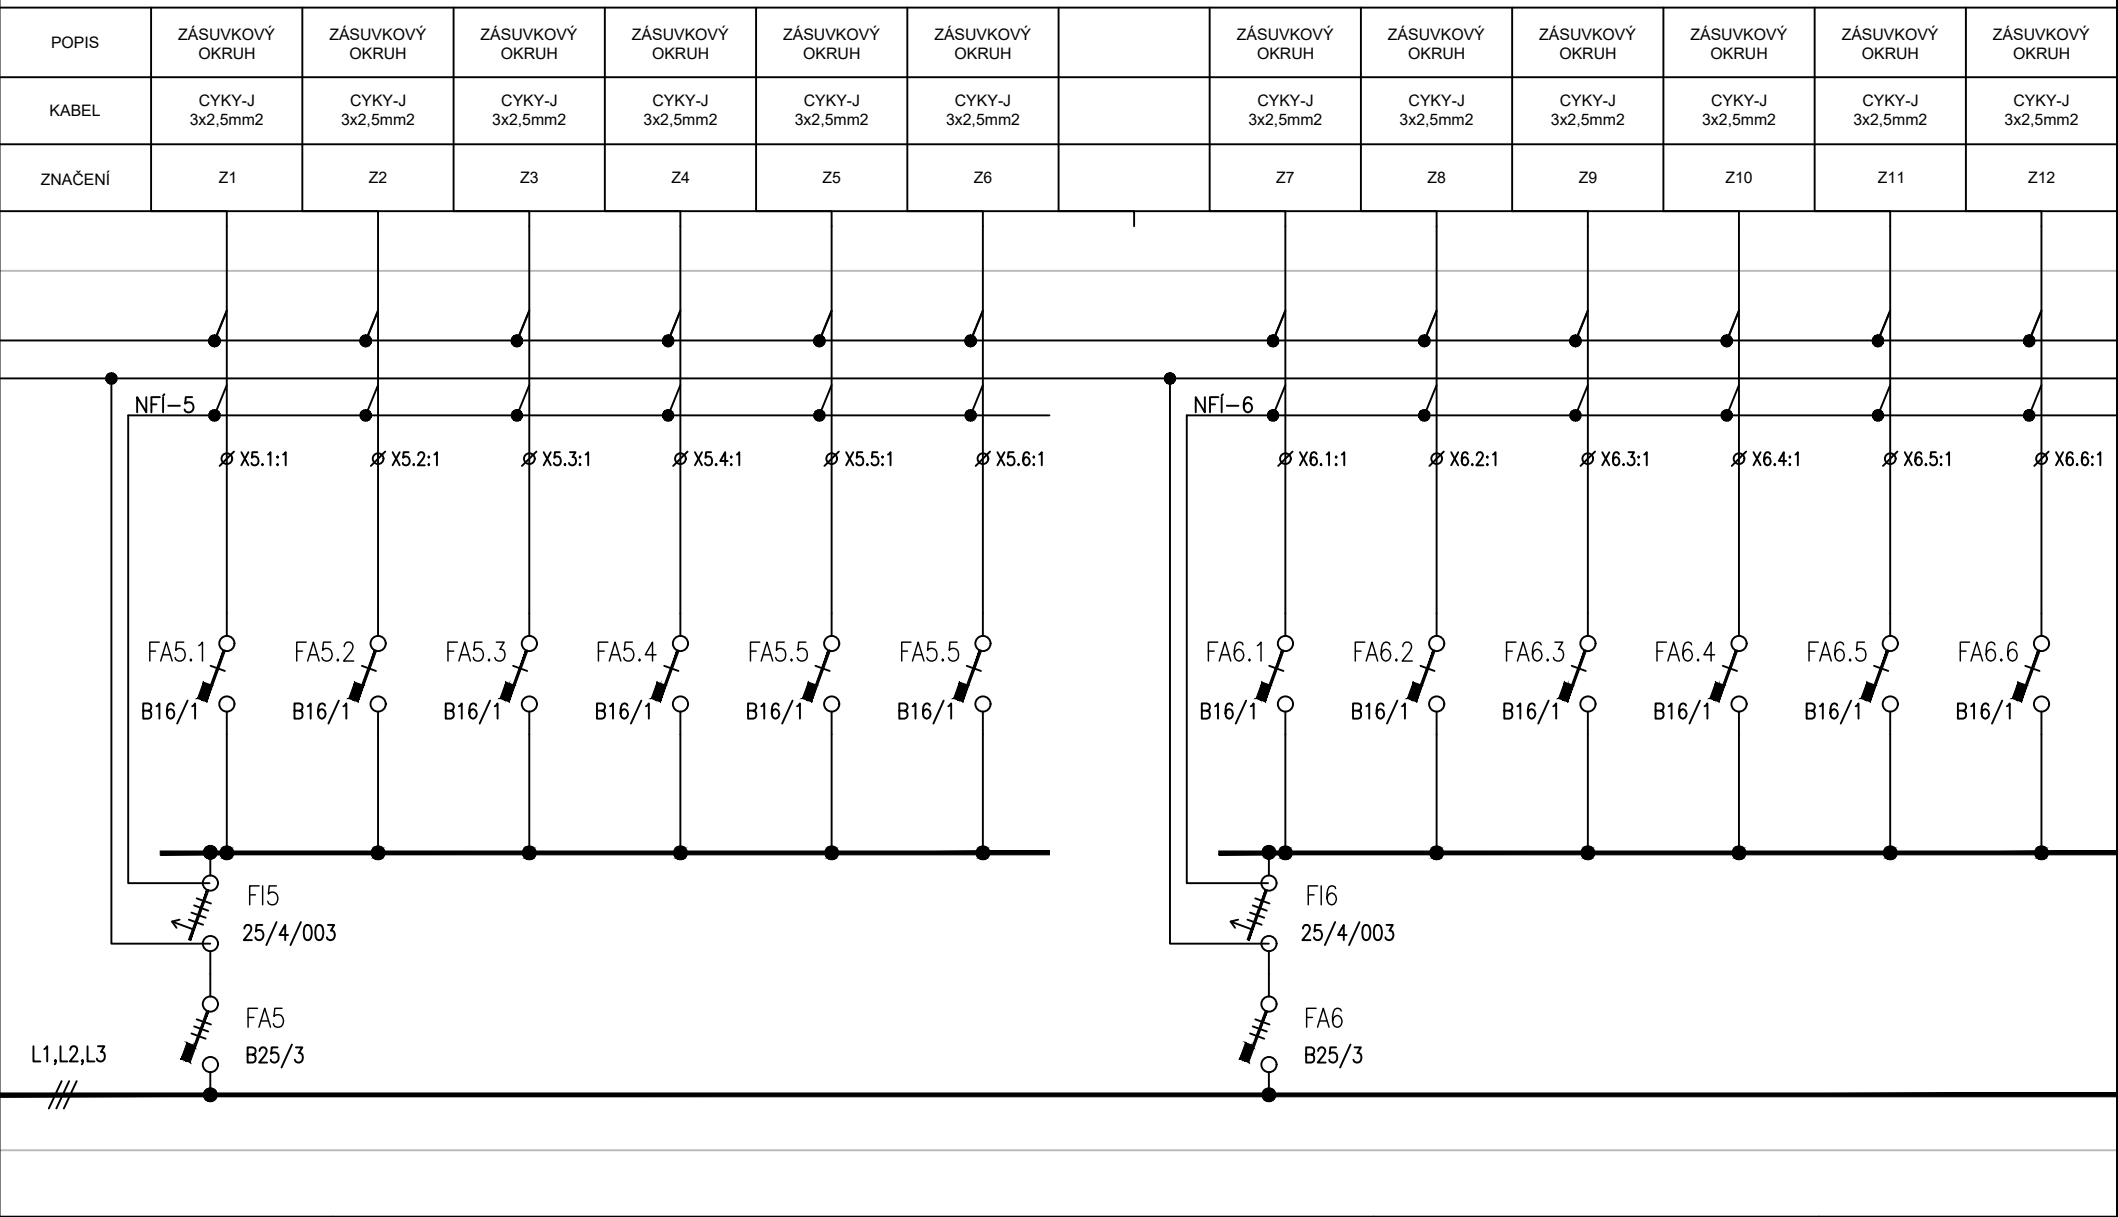 POPIS
ZÁSUVKOVÝ
OKRUH
ZÁSUVKOVÝ
OKRUH
ZÁSUVKOVÝ
OKRUH
ZÁSUVKOVÝ
OKRUH
ZÁSUVKOVÝ
OKRUH
ZÁSUVKOVÝ
OKRUH
ZÁSUVKOVÝ
OKRUH
ZÁSUVKOVÝ
OKRUH
ZÁSUVKOVÝ
OKRUH
ZÁSUVKOVÝ
OKRUH
ZÁSUVKOVÝ
OKRUH
ZÁSUVKOVÝ
OKRUH
KABEL
CYKY-J
3x2,5mm2
CYKY-J
3x2,5mm2
CYKY-J
3x2,5mm2
CYKY-J
3x2,5mm2
CYKY-J
3x2,5mm2
CYKY-J
3x2,5mm2
CYKY-J
3x2,5mm2
CYKY-J
3x2,5mm2
CYKY-J
3x2,5mm2
CYKY-J
3x2,5mm2
CYKY-J
3x2,5mm2
CYKY-J
3x2,5mm2
ZNAČENÍ
Z1
Z2
Z3
Z4
Z5
Z6
Z7
Z8
Z9
Z10
Z11
Z12
NFÍ-5
NFÍ-6
X5.1:1
X5.2:1
X5.3:1
X5.4:1
X5.5:1
X5.6:1
X6.1:1
X6.2:1
X6.3:1
X6.4:1
X6.5:1
X6.6:1
FA5.1
FA5.2
FA5.3
FA5.4
FA5.5
FA5.5
FA6.1
FA6.2
FA6.3
FA6.4
FA6.5
FA6.6
B16/1
B16/1
B16/1
B16/1
B16/1
B16/1
B16/1
B16/1
B16/1
B16/1
B16/1
B16/1
FI5
25/4/003
FI6
25/4/003
FA5
B25/3
FA6
B25/3
L1,L2,L3